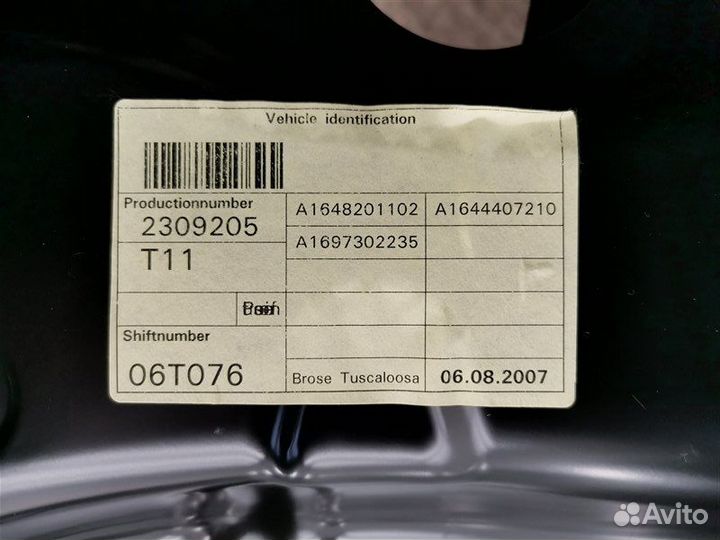 Vehicle identification
Productionnumber
2309205
A1648201102
A1644407210
T11
A1697302235
Shiftnumber
06T076
Brose Tuscaloosa
06.08.2007
Avito